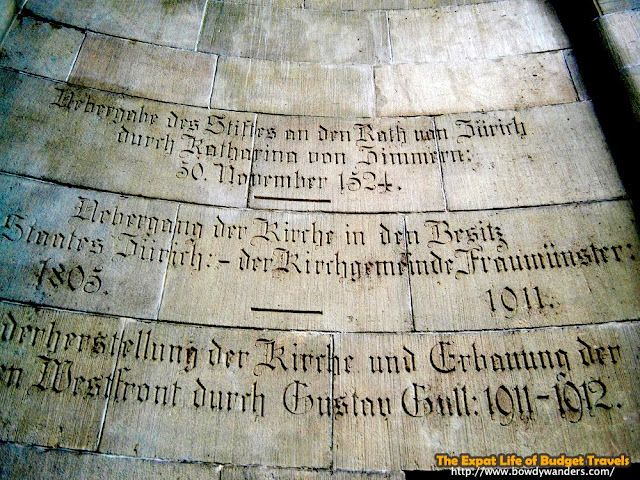 Uebergabe des Stiftes an den Rath von Zürich
durch Katharina von Zimmern:
30. November 1524.
Uebergang der Kirche in den Besitz
Staates Zürich:- der Kirchgemeinde Fraumünster:
1803. 1911.
derherstellung der Kirche und Erbauung der
en Westfront durch Gustav Gull: 1911-1912.
The Expat Life of Budget Travels
http://www.bowdywanders.com/